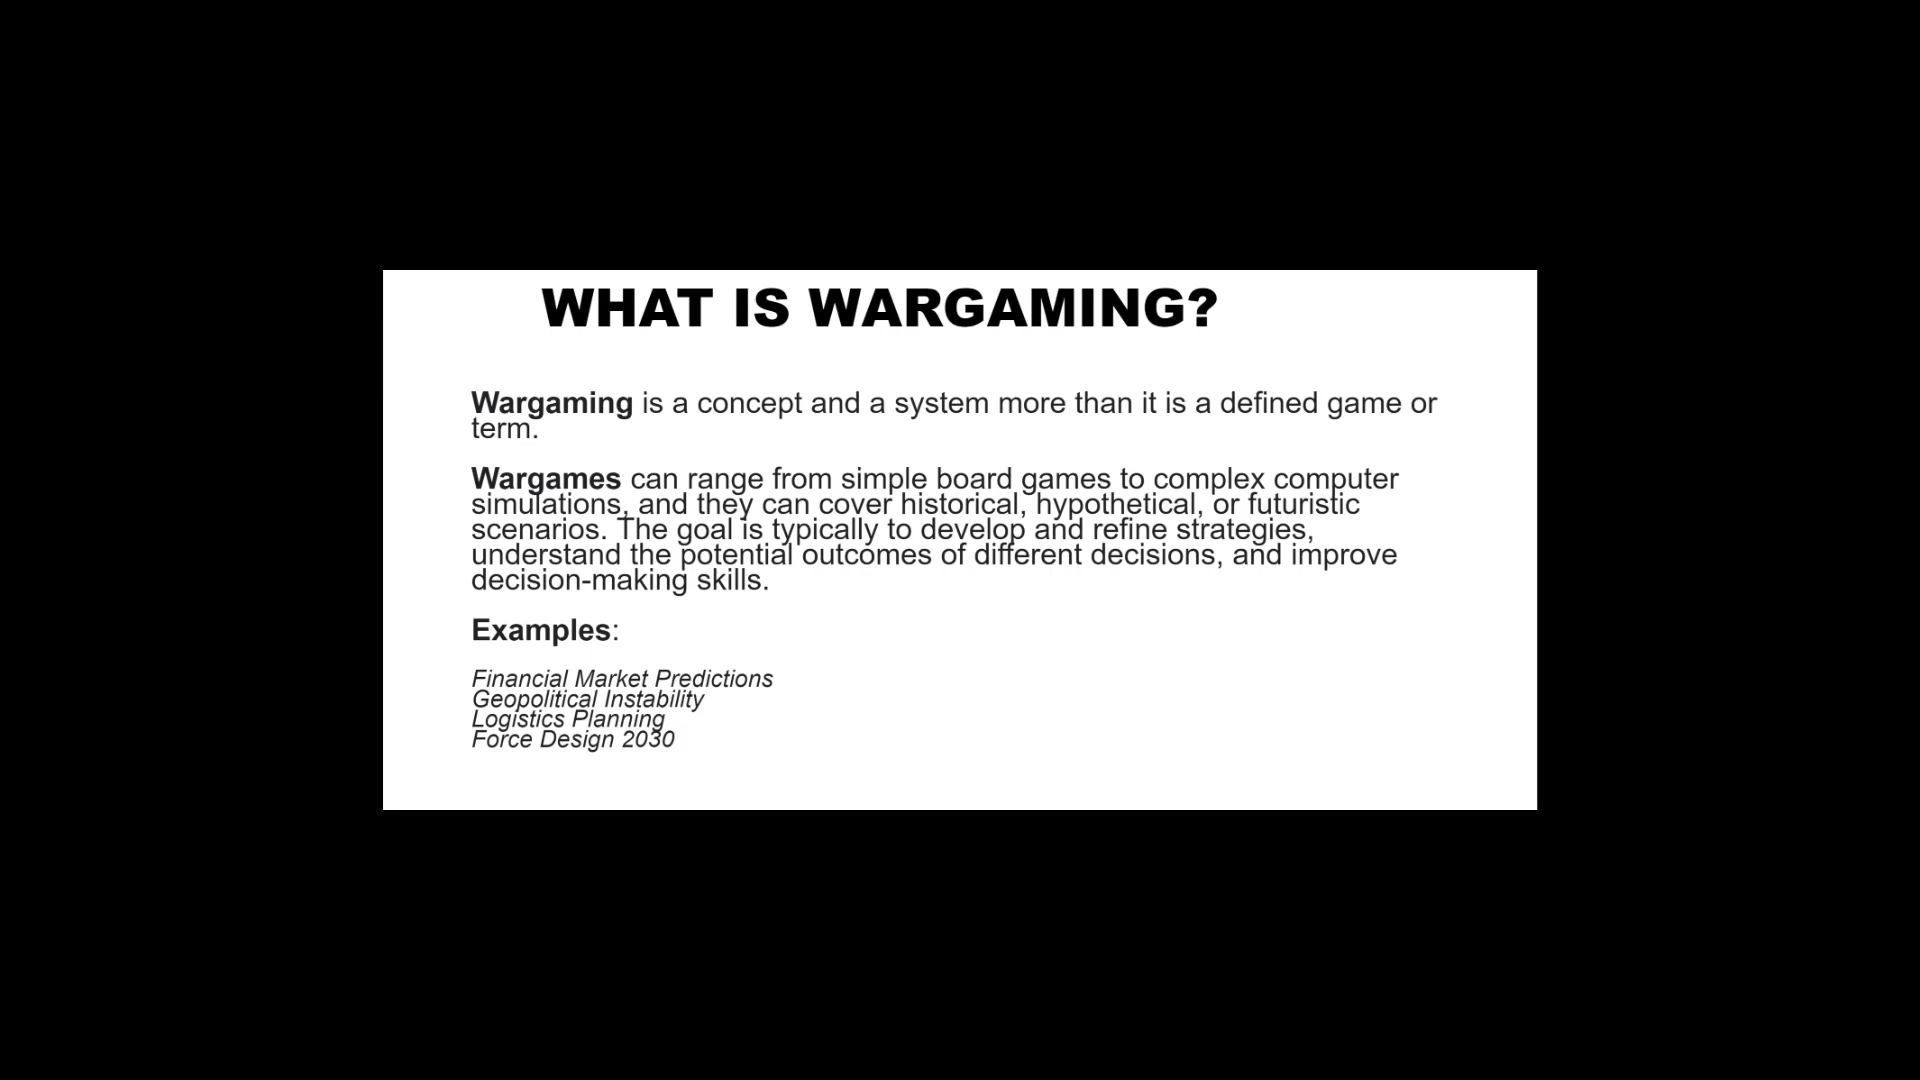 WHAT IS WARGAMING?
Wargaming is a concept and a system more than it is a defined game or
term.
Wargames can range from simple board games to complex computer
simulations, and they can cover historical, hypothetical, or futuristic
scenarios. The goal is typically to develop and refine strategies,
understand the potential outcomes of different decisions, and improve
decision-making skills.
Examples:
Financial Market Predictions
Geopolitical Instability
Logistics Planning
Force Design 2030